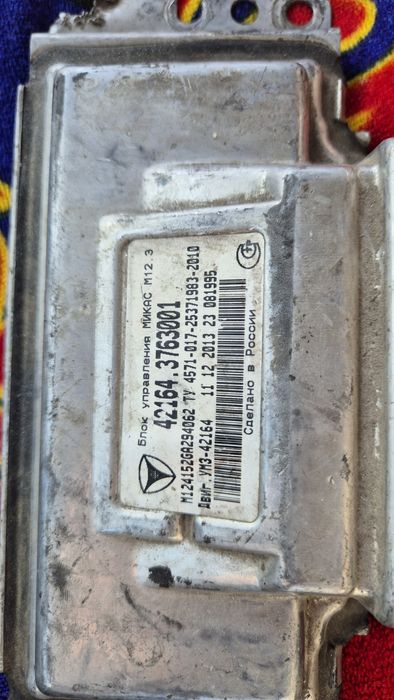 Блок управления МИКАС М12.3
42164.3763001
М124152GA294062 ТУ 4571-017-25371983-2010
Двиг.УМЗ-42164 11 12 2013 23 081995
Сделано в России